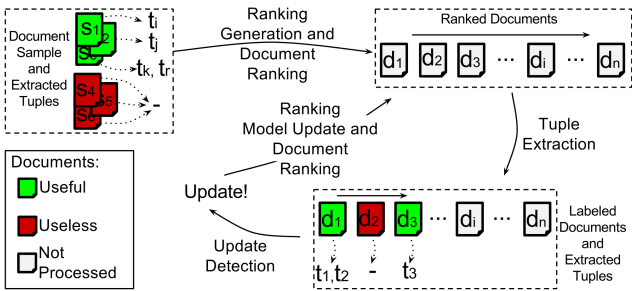 Document
Sample
and
Extracted
Tuples
S1
2
S3
ti
tj
tk, tr
S4
S5
S6
-
Ranking
Generation and
Document
Ranking
Ranked Documents
d1
d2
d3
...
di
...
dn
Ranking
Model Update and
Document
Ranking
Tuple
Extraction
Documents:
Useful
Useless
Not
Processed
Update!
Update
Detection
d1
d2
d3
...
di
...
dn
t1,t2
-
t3
Labeled
Documents
and
Extracted
Tuples